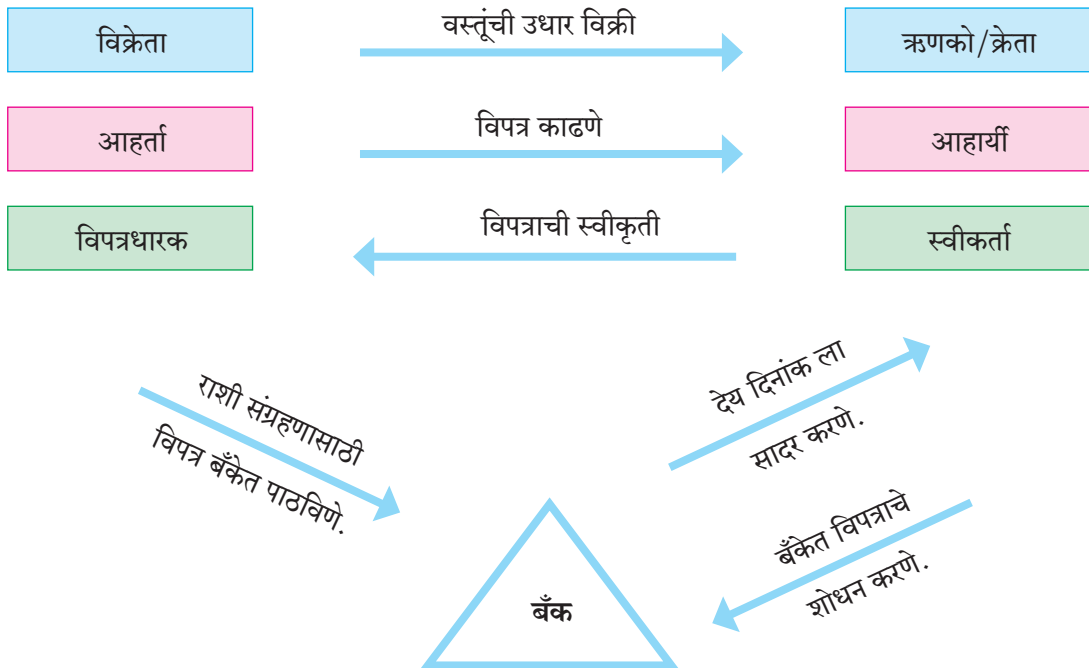 विक्रेता
वस्तूंची उधार विक्री
ऋणको/क्रेता
आहर्ता
विपत्र काढणे
आहार्यी
विपत्रधारक
विपत्राची स्वीकृती
स्वीकर्ता
राशी संग्रहणासाठी
विपत्र बँकेत पाठविणे.
देय दिनांक ला
सादर करणे.
बँकेत विपत्राचे
शोधन करणे.
बँक